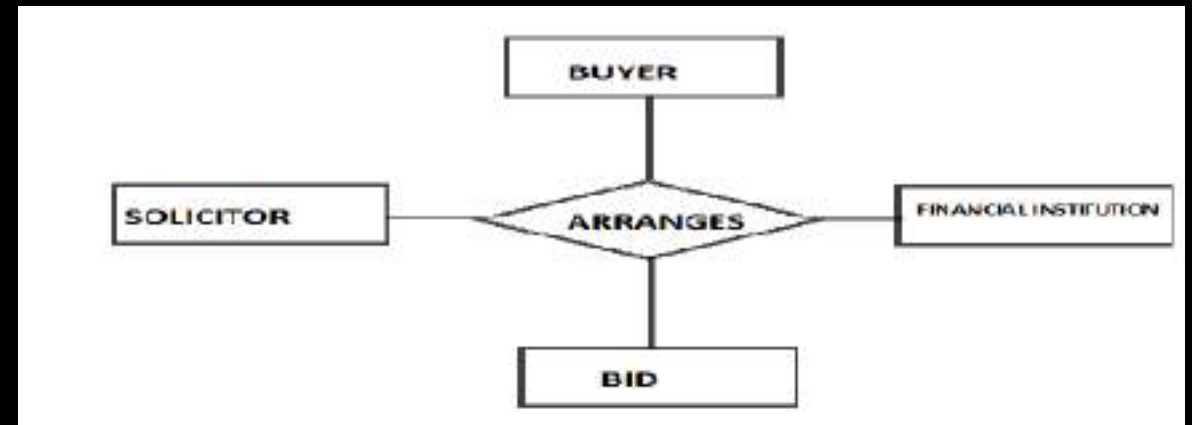 BUYER
SOLICITOR
ARRANGES
FINANCIAL INSTITUTION
BID